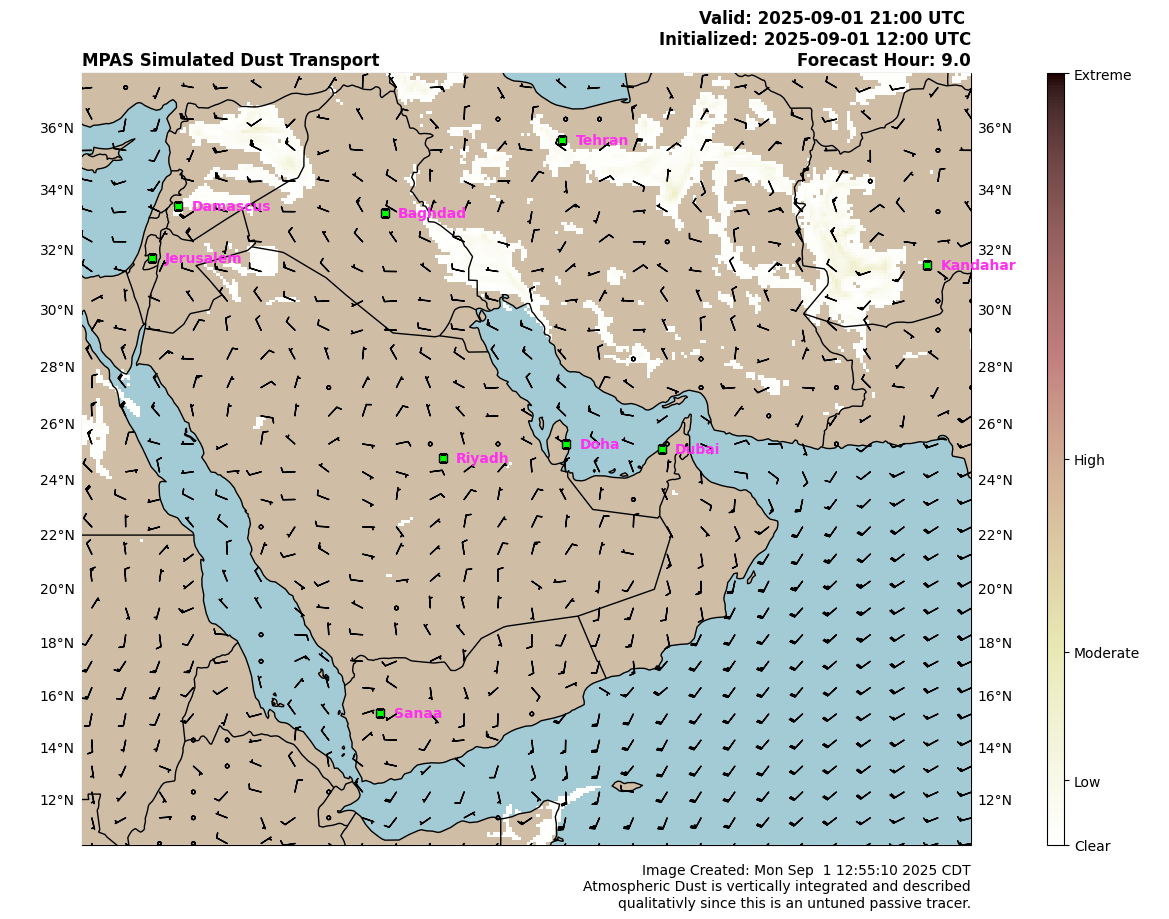 Valid: 2025-09-01 21:00 UTC
Initialized: 2025-09-01 12:00 UTC
MPAS Simulated Dust Transport
Forecast Hour: 9.0
Extreme
36°N
36°N
Tehran
34°N
34°N
Damascus
Baghdad
32°N
32°N
Jerusalem
Kandahar
30°N
30°N
28°N
28°N
26°N
26°N
Doha
Dubai
Riyadh
High
24°N
24°N
22°N
22°N
20°N
20°N
18°N
18°N
Moderate
16°N
16°N
Sanaa
14°N
14°N
Low
12°N
12°N
Clear
Image Created: Mon Sep  1 12:55:10 2025 CDT
Atmospheric Dust is vertically integrated and described
qualitativly since this is an untuned passive tracer.